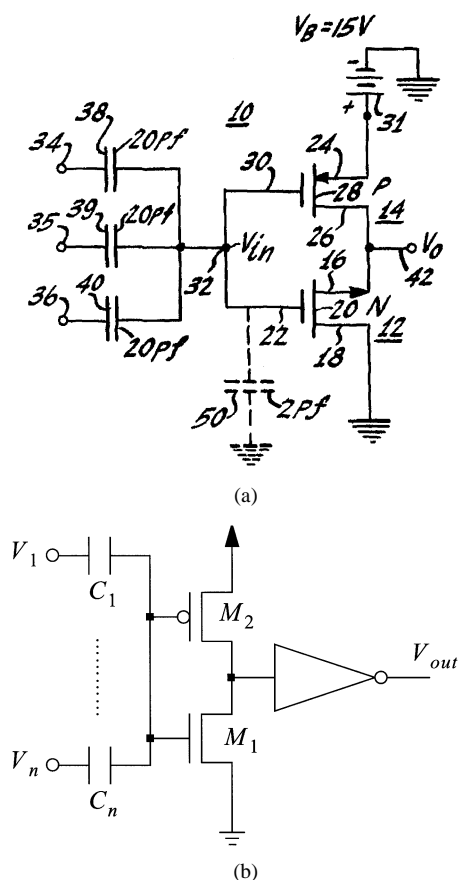 V_B=15V
-
+
31
10
38
20pf
34
39
20pf
35
40
20pf
36
30
24
28
P
26
14
V_in
32
16
20
N
22
18
12
V_o
42
50
2pf
(a)
V_1
C_1
M_2
V_out
M_1
V_n
C_n
(b)